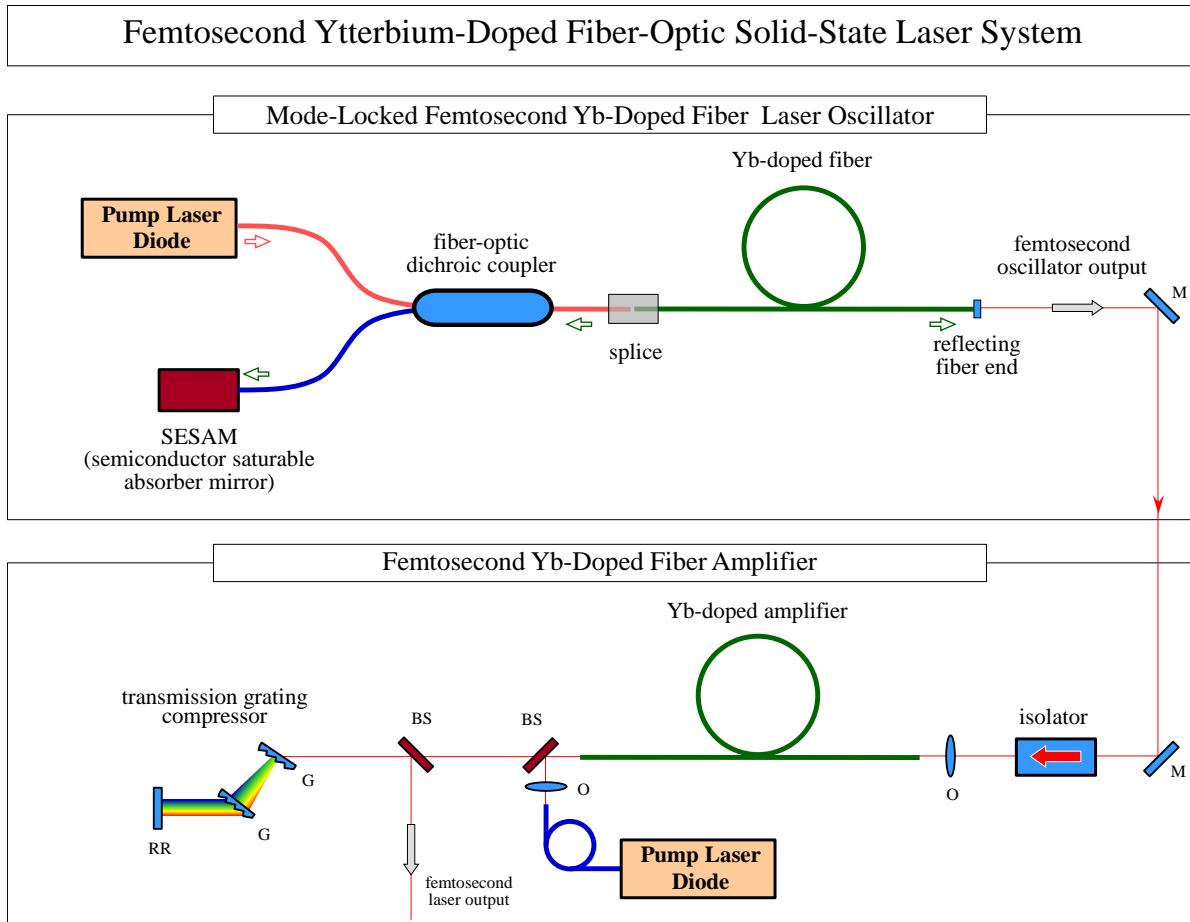 Femtosecond Ytterbium-Doped Fiber-Optic Solid-State Laser System
Mode-Locked Femtosecond Yb-Doped Fiber Laser Oscillator
Yb-doped fiber
Pump Laser
Diode
fiber-optic
dichroic coupler
femtosecond
oscillator output
M
splice
reflecting
fiber end
SESAM
(semiconductor saturable
absorber mirror)
Femtosecond Yb-Doped Fiber Amplifier
Yb-doped amplifier
transmission grating
compressor
BS
BS
isolator
G
O
O
M
G
RR
Pump Laser
Diode
femtosecond
laser output